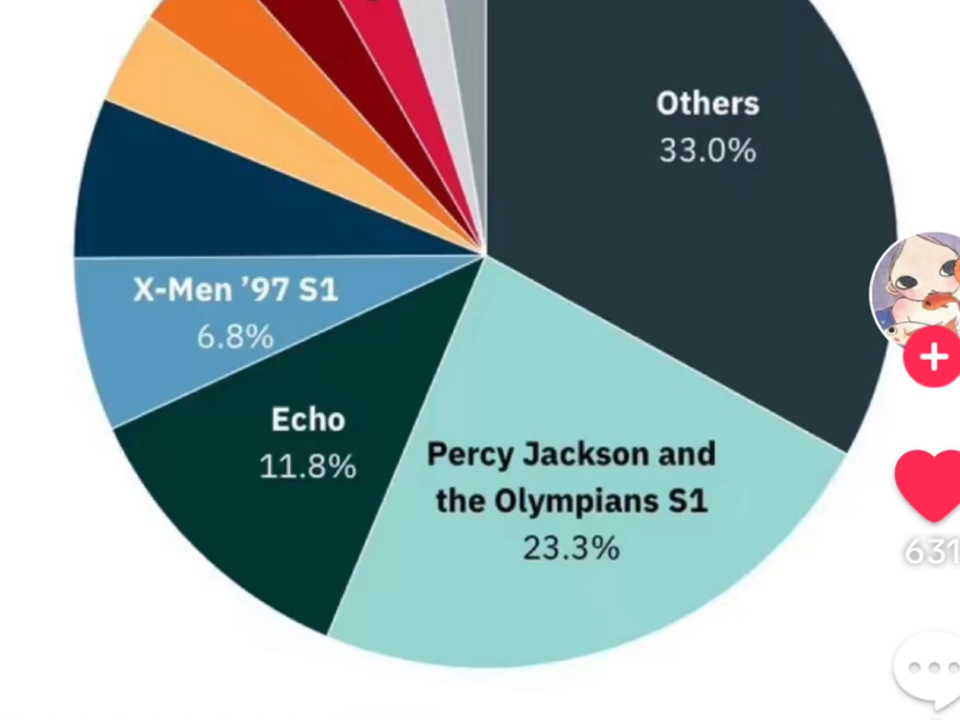 Others
33.0%
X-Men ’97 S1
6.8%
Echo
11.8%
Percy Jackson and
the Olympians S1
23.3%
631